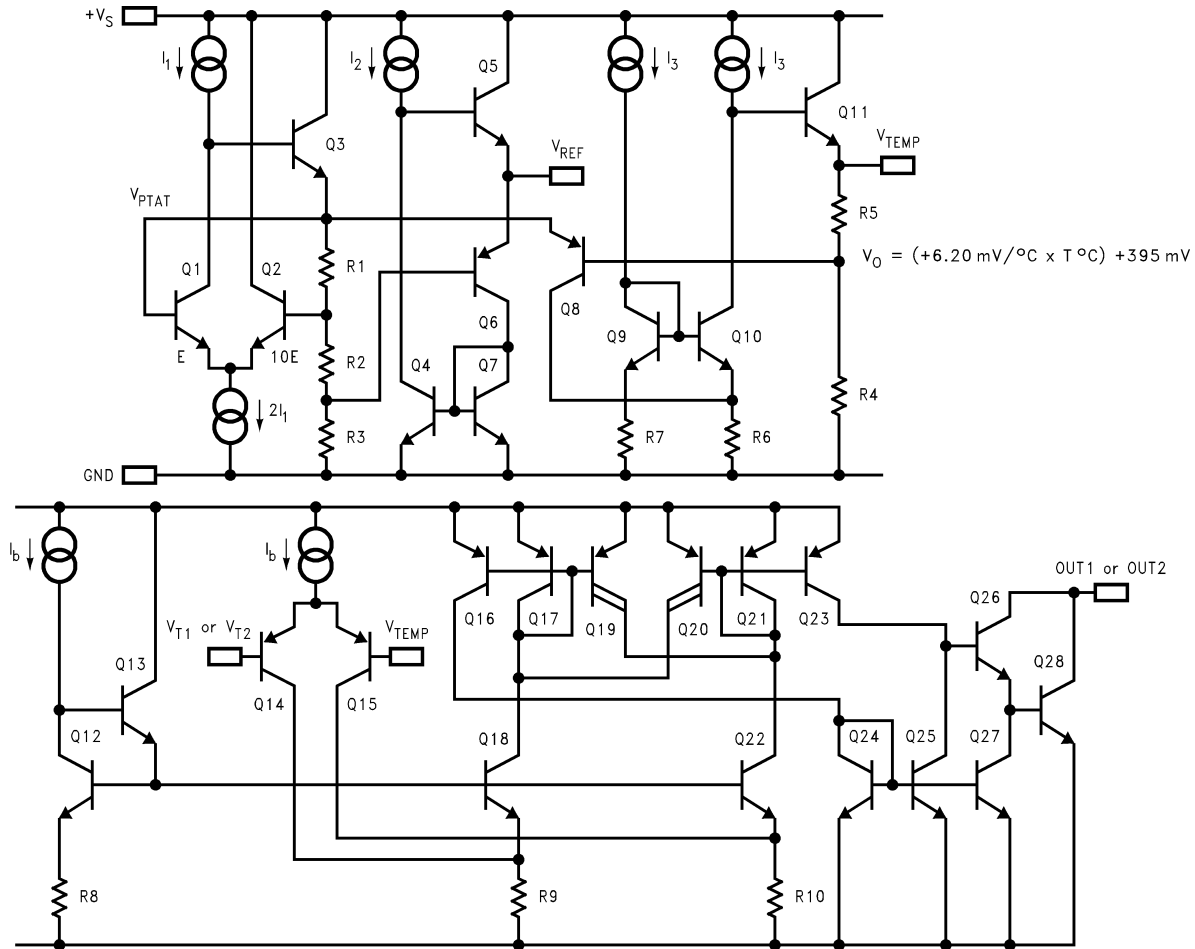 +VS
I1
I2
Q5
I3
I3
Q11
Q3
VREF
VTEMP
VPTAT
R5
Q1
Q2
R1
VO = (+6.20 mV/°C x T °C) +395 mV
Q8
Q6
Q9
Q10
E
10E
R2
Q4
Q7
R4
2I1
R3
R7
R6
GND
Ib
Ib
OUT1 or OUT2
Q16
Q17
Q19
Q20
Q21
Q23
Q26
VT1 or VT2
VTEMP
Q13
Q28
Q14
Q15
Q12
Q18
Q22
Q24
Q25
Q27
R8
R9
R10